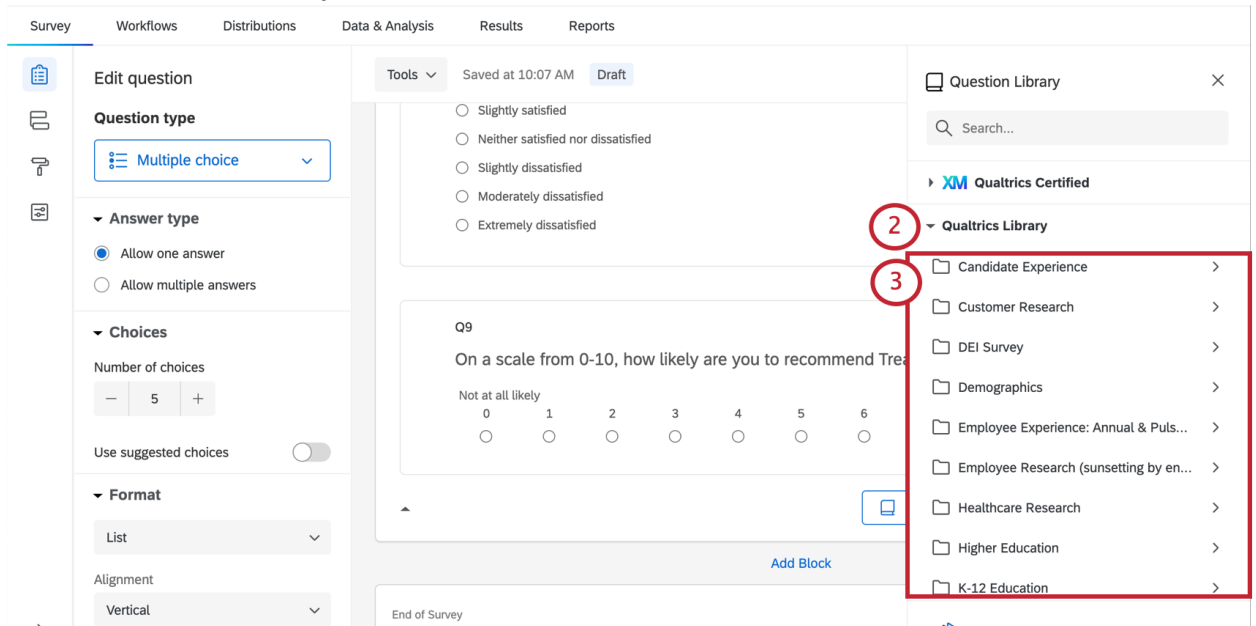 Survey Workflows Distributions Data & Analysis Results Reports
Edit question
Question type
Multiple choice
Answer type
Allow one answer
Allow multiple answers
Choices
Number of choices
5
Use suggested choices
Format
List
Alignment
Vertical
Tools Saved at 10:07 AM Draft
Slightly satisfied
Neither satisfied nor dissatisfied
Slightly dissatisfied
Moderately dissatisfied
Extremely dissatisfied
Q9
On a scale from 0-10, how likely are you to recommend Trea
Not at all likely
0 1 2 3 4 5 6
Add Block
End of Survey
Question Library
Search...
XM Qualtrics Certified
2 Qualtrics Library
3
Candidate Experience
Customer Research
DEI Survey
Demographics
Employee Experience: Annual & Puls...
Employee Research (sunsetting by en...
Healthcare Research
Higher Education
K-12 Education